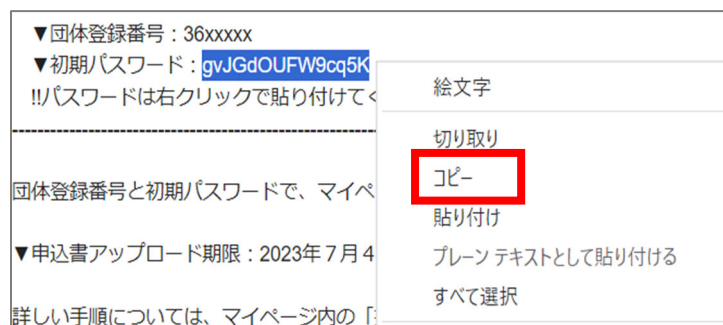 ▼団体登録番号：36xxxxx
▼初期パスワード：gvJGdOUFW9cq5K
!!パスワードは右クリックで貼り付けて
団体登録番号と初期パスワードで、マイペ
▼申込書アップロード期限：2023年７月４
詳しい手順については、マイページ内の「
絵文字
切り取り
コピー
貼り付け
プレーン テキストとして貼り付ける
すべて選択